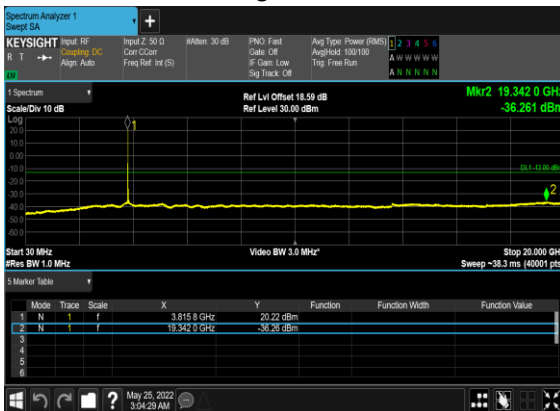 Spectrum Analyzer 1
Swept SA
KEYSIGHT Input: RF Input Z: 50 Ω #Atten: 30 dB PNO: Fast Avg Type: Power (RMS) 1 2 3 4 5 6
R T Coupling: DC Corr CCorr Gate: Off Avg|Hold: 100/100 A W W W W W
Align: Auto Freq Ref: Int (S) IF Gain: Low Trig: Free Run
LV Sig Track: Off A N N N N N
1 Spectrum Ref Lvl Offset 18.59 dB Mkr2 19.342 0 GHz
Scale/Div 10 dB Ref Level 30.00 dBm -36.261 dBm
Log
20.0 1
10.0
0.00
-10.0 DL1 -13.00 dBm
-20.0 2
-30.0
-40.0
-50.0
-60.0
Start 30 MHz Video BW 3.0 MHz* Stop 20.000 GH
#Res BW 1.0 MHz Sweep ~38.3 ms (40001 pts
5 Marker Table
Mode Trace Scale X Y Function Function Width Function Value
1 N 1 f 3.815 8 GHz 20.22 dBm
2 N 1 f 19.342 0 GHz -36.26 dBm
3
4
5
6
? May 25, 2022
3:04:29 AM